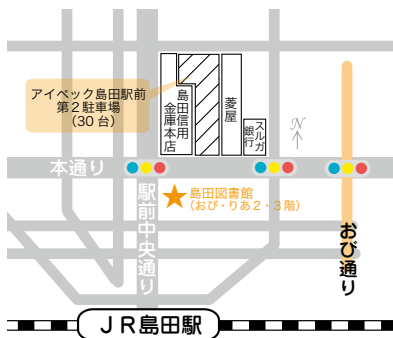 アイペック島田駅前
第２駐車場
（30 台）
島田信用
金庫本店
菱屋
スルガ
銀行
N
本通り
島田図書館
（おび・りあ２・３階）
駅前中央通り
おび通り
ＪＲ島田駅